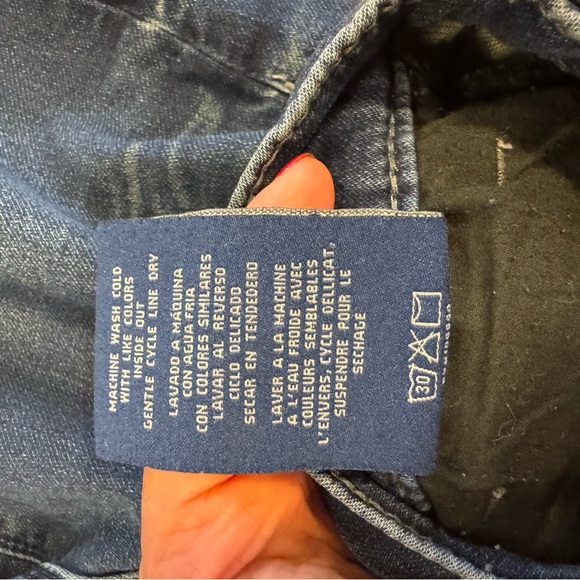 MACHINE WASH COLD
WITH LIKE COLORS
INSIDE OUT
GENTLE CYCLE LINE DRY
LAVADO A MÁQUINA
CON AGUA FRIA
CON COLORES SIMILARES
LAVAR AL REVERSO
CICLO DELICADO
SECAR EN TENDEDERO
LAVER A LA MACHINE
A L'EAU FROIDE AVEC
COULEURS SEMBLABLES
L'ENVERS, CYCLE DELLICAT,
SUSPENDRE POUR LE
SECHAGE
30